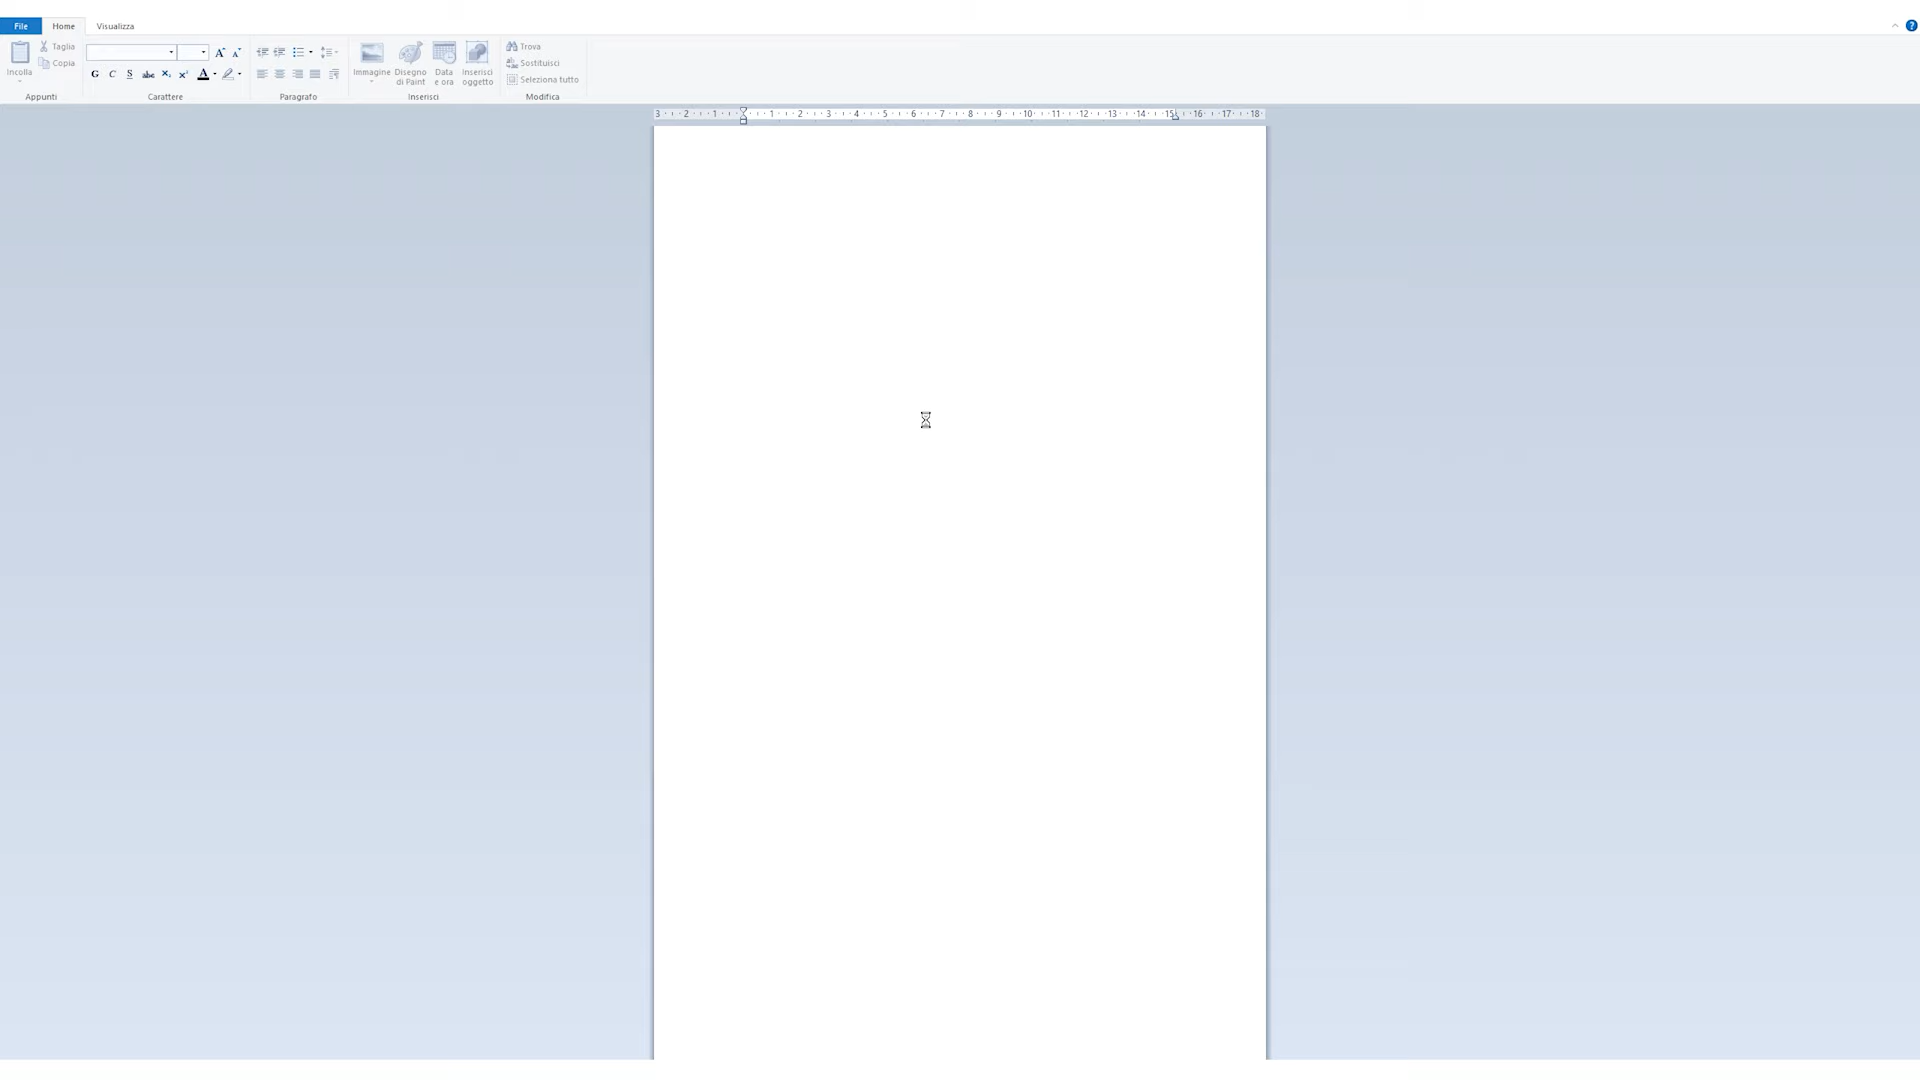 File Home Visualizza
Incolla
Taglia
Copia
Appunti
G C S abc X₂ X² A
Carattere
Paragrafo
Immagine
Disegno di Paint
Data e ora
Inserisci oggetto
Inserisci
Trova
Sostituisci
Seleziona tutto
Modifica
3 2 1 1 2 3 4 5 6 7 8 9 10 11 12 13 14 15 16 17 18